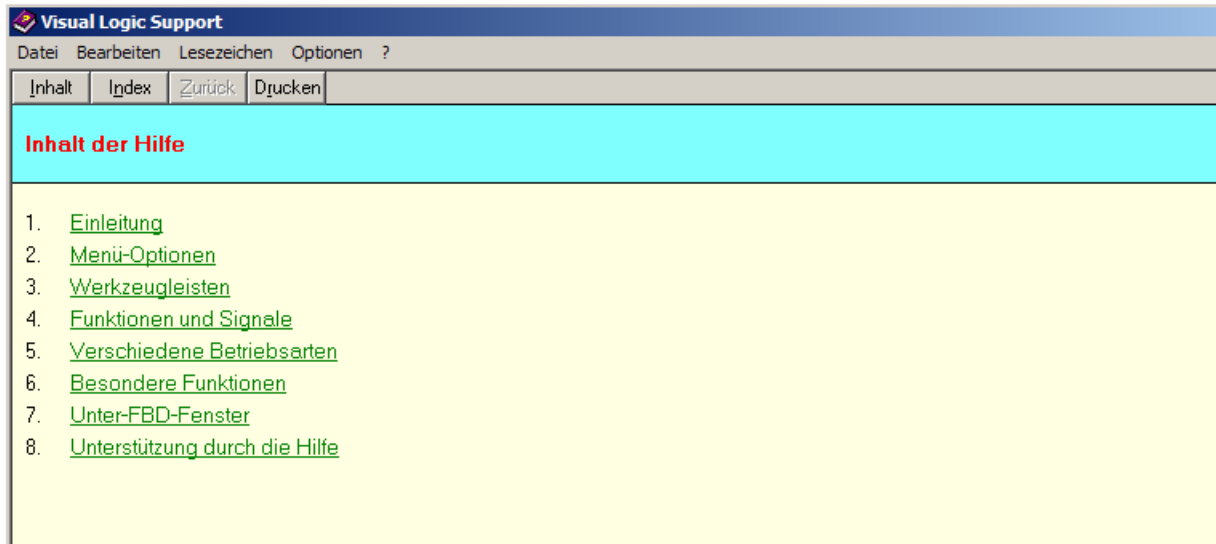 Visual Logic Support
Datei Bearbeiten Lesezeichen Optionen ?
Inhalt Index Zurück Drucken
Inhalt der Hilfe
1. Einleitung
2. Menü-Optionen
3. Werkzeugleisten
4. Funktionen und Signale
5. Verschiedene Betriebsarten
6. Besondere Funktionen
7. Unter-FBD-Fenster
8. Unterstützung durch die Hilfe